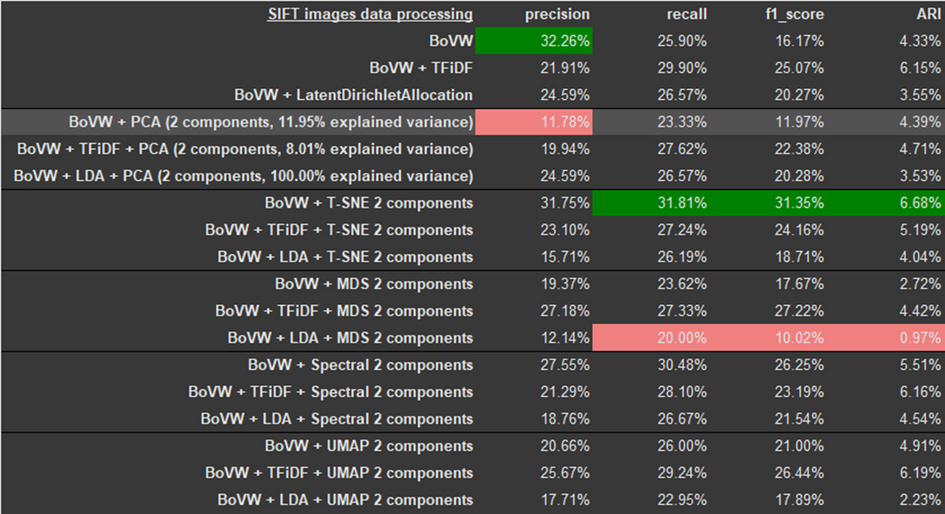 SIFT images data processing precision recall f1_score ARI
BoVW 32.26% 25.90% 16.17% 4.33%
BoVW + TFiDF 21.91% 29.90% 25.07% 6.15%
BoVW + LatentDirichletAllocation 24.59% 26.57% 20.27% 3.55%
BoVW + PCA (2 components, 11.95% explained variance) 11.78% 23.33% 11.97% 4.39%
BoVW + TFiDF + PCA (2 components, 8.01% explained variance) 19.94% 27.62% 22.38% 4.71%
BoVW + LDA + PCA (2 components, 100.00% explained variance) 24.59% 26.57% 20.28% 3.53%
BoVW + T-SNE 2 components 31.75% 31.81% 31.35% 6.68%
BoVW + TFiDF + T-SNE 2 components 23.10% 27.24% 24.16% 5.19%
BoVW + LDA + T-SNE 2 components 15.71% 26.19% 18.71% 4.04%
BoVW + MDS 2 components 19.37% 23.62% 17.67% 2.72%
BoVW + TFiDF + MDS 2 components 27.18% 27.33% 27.22% 4.42%
BoVW + LDA + MDS 2 components 12.14% 20.00% 10.02% 0.97%
BoVW + Spectral 2 components 27.55% 30.48% 26.25% 5.51%
BoVW + TFiDF + Spectral 2 components 21.29% 28.10% 23.19% 6.16%
BoVW + LDA + Spectral 2 components 18.76% 26.67% 21.54% 4.54%
BoVW + UMAP 2 components 20.66% 26.00% 21.00% 4.91%
BoVW + TFiDF + UMAP 2 components 25.67% 29.24% 26.44% 6.19%
BoVW + LDA + UMAP 2 components 17.71% 22.95% 17.89% 2.23%